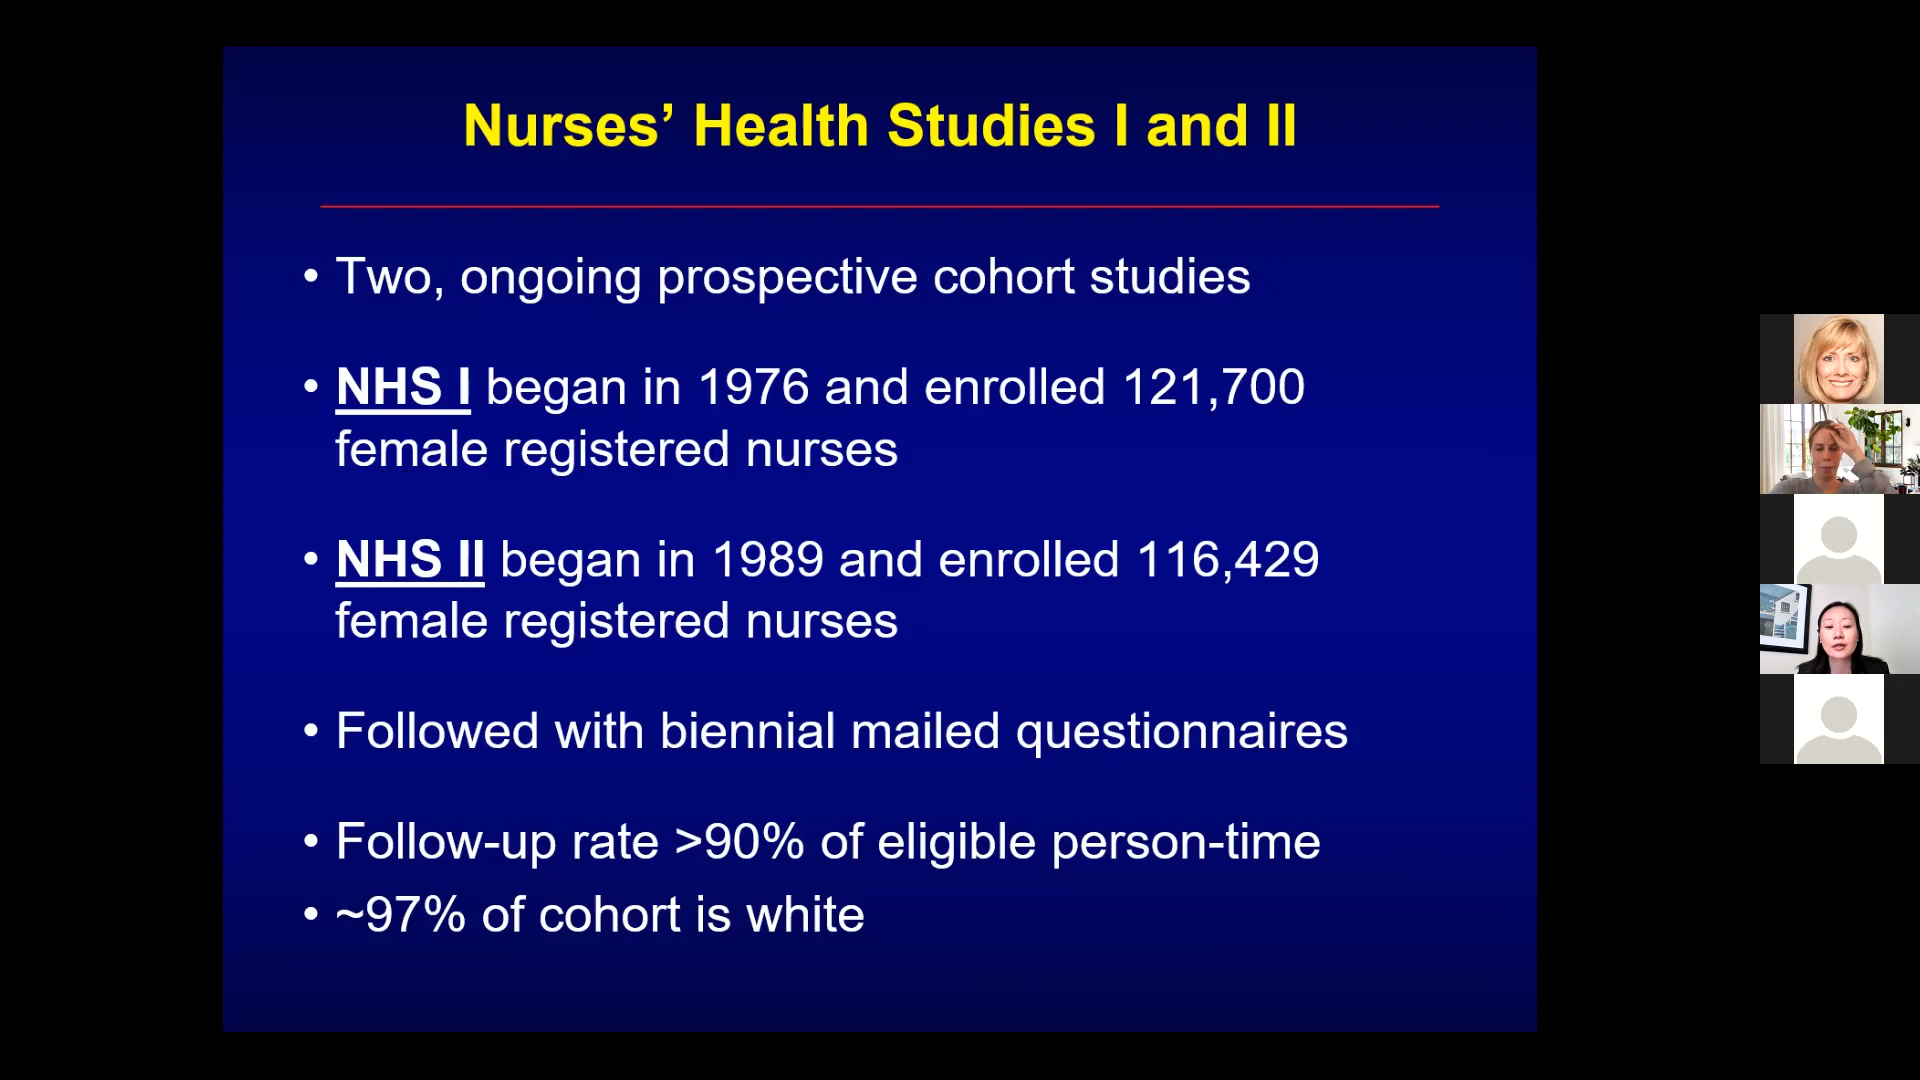 Nurses’ Health Studies I and II
• Two, ongoing prospective cohort studies
• NHS I began in 1976 and enrolled 121,700
female registered nurses
• NHS II began in 1989 and enrolled 116,429
female registered nurses
• Followed with biennial mailed questionnaires
• Follow-up rate >90% of eligible person-time
• ~97% of cohort is white